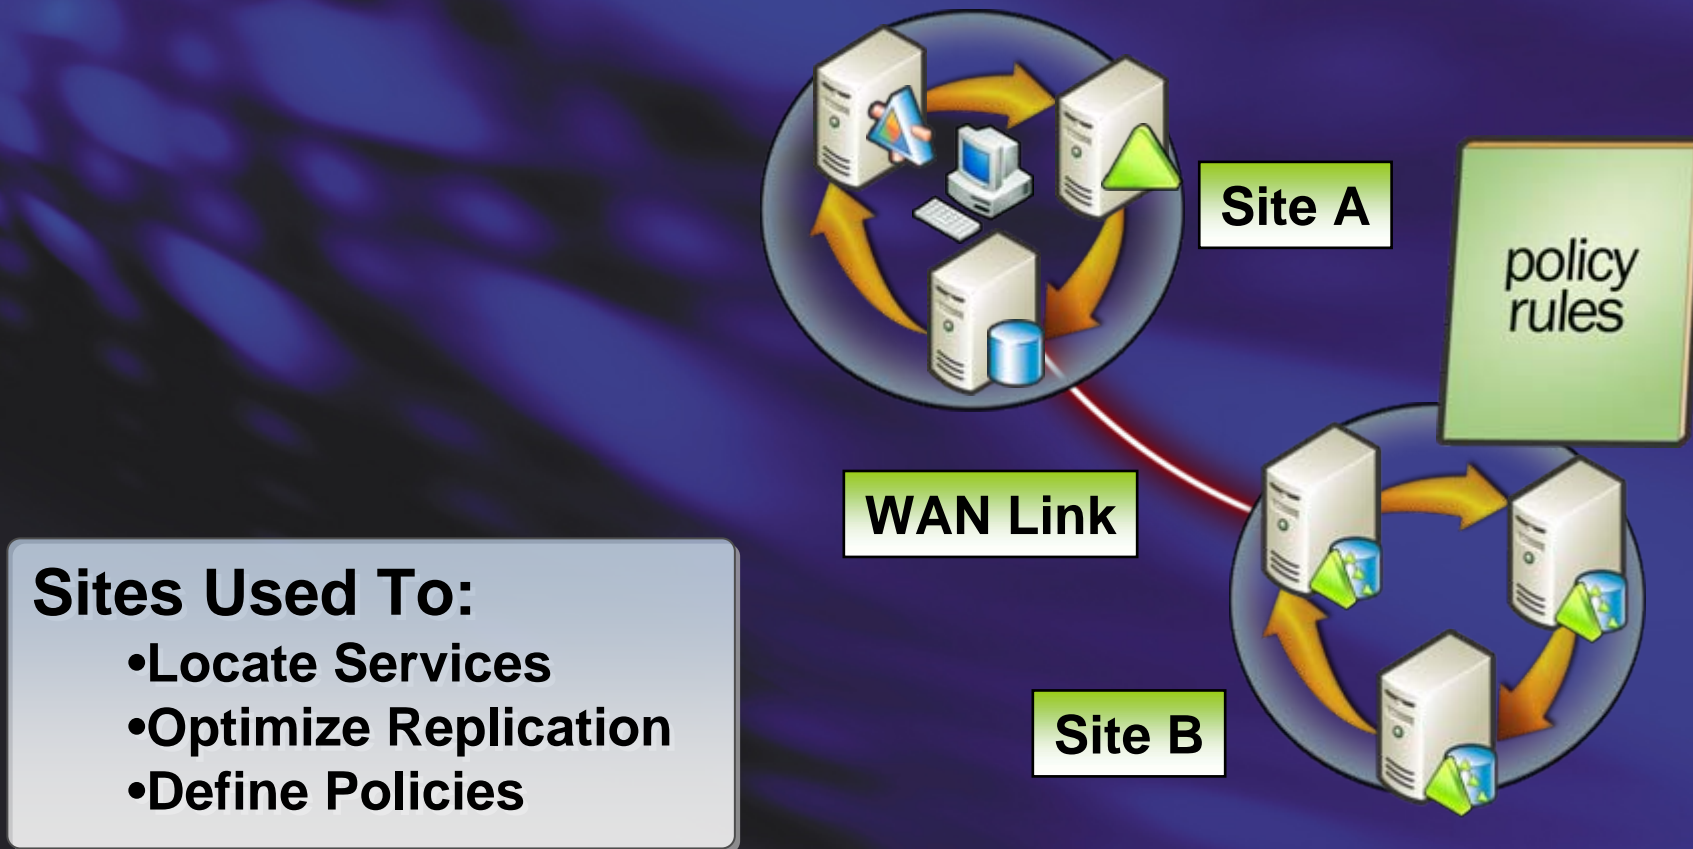 Site A
policy
rules
WAN Link
Site B
Sites Used To:
•Locate Services
•Optimize Replication
•Define Policies